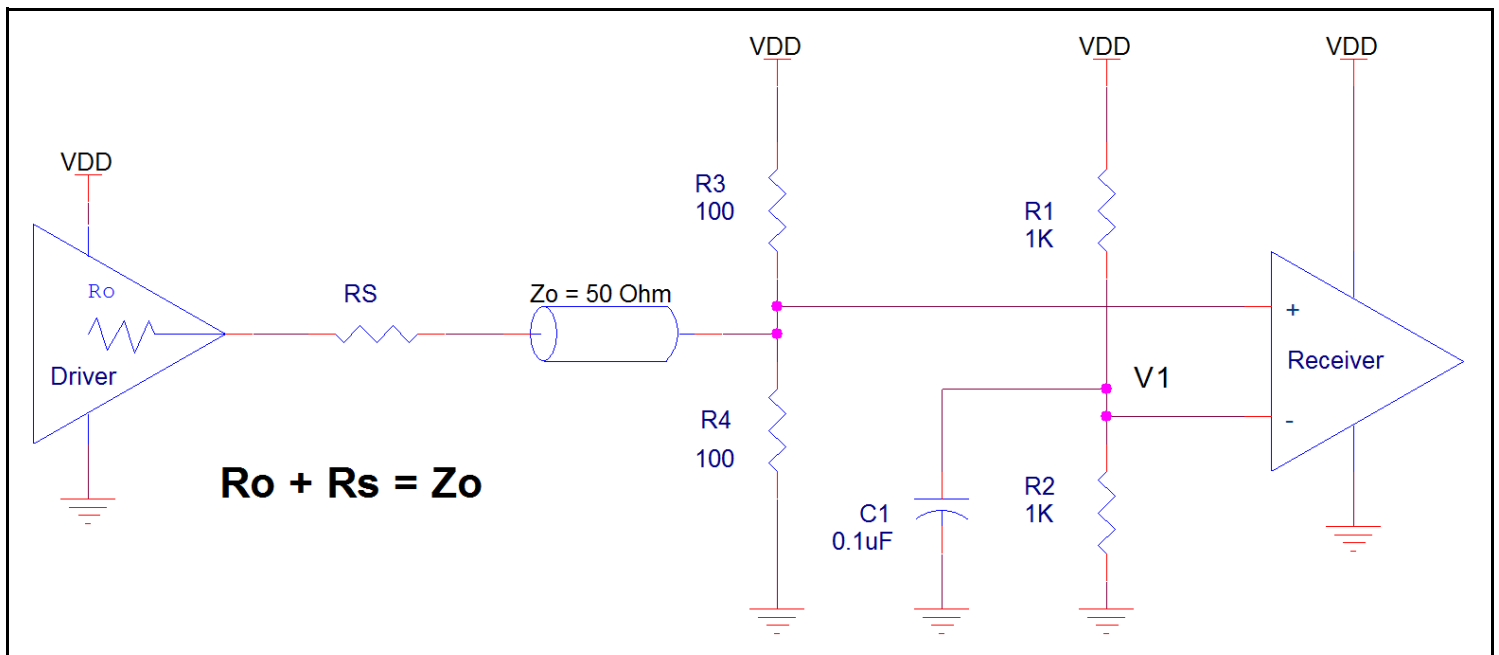 VDD
VDD
VDD
VDD
R3
100
R1
1K
Ro
RS
Zo = 50 Ohm
+
Driver
Receiver
V1
-
R4
100
Ro + Rs = Zo
R2
1K
C1
0.1uF